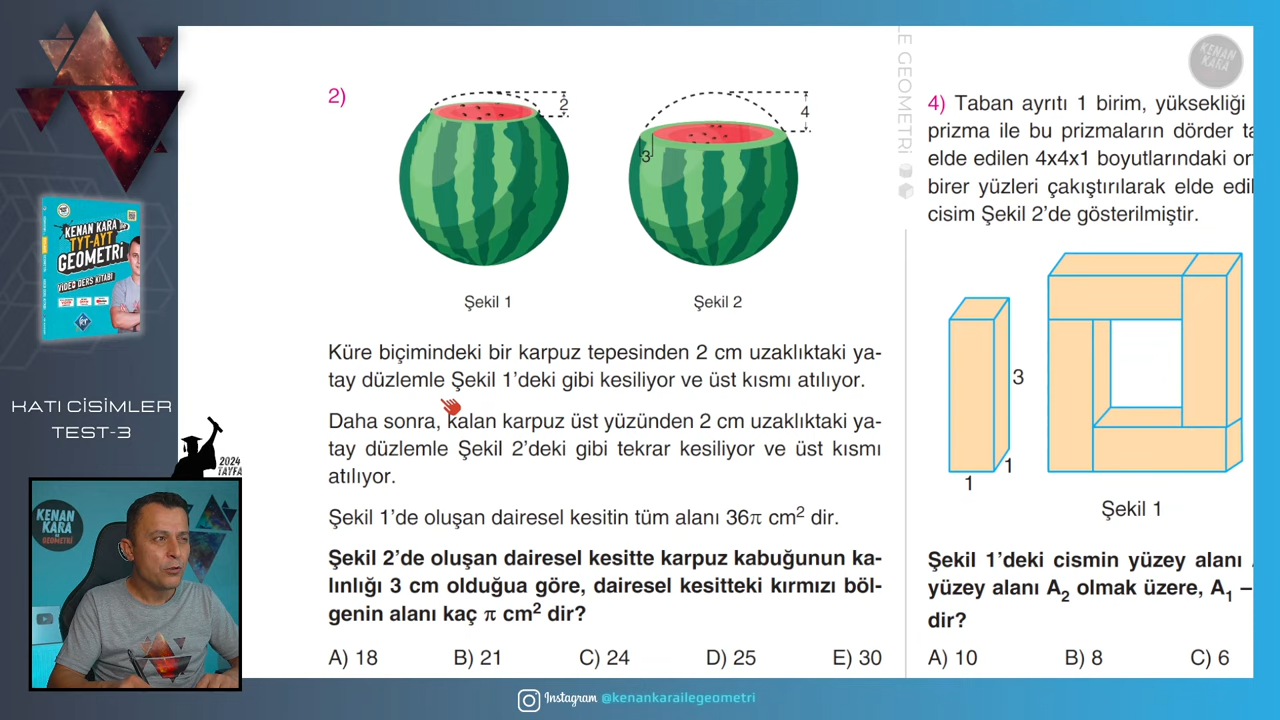 KENAN KARA
TYT-AYT
GEOMETRİ
VİDEO DERS KİTABI
KATI CİSİMLER
TEST-3
2024
TAYFA
KENAN
KARA
GEOMETRİ
2)
2
4
3
Şekil 1
Şekil 2
Küre biçimindeki bir karpuz tepesinden 2 cm uzaklıktaki ya-
tay düzlemle Şekil 1’deki gibi kesiliyor ve üst kısmı atılıyor.
Daha sonra, kalan karpuz üst yüzünden 2 cm uzaklıktaki ya-
tay düzlemle Şekil 2’deki gibi tekrar kesiliyor ve üst kısmı
atılıyor.
Şekil 1’de oluşan dairesel kesitin tüm alanı 36π cm² dir.
Şekil 2’de oluşan dairesel kesitte karpuz kabuğunun ka-
lınlığı 3 cm olduğua göre, dairesel kesitteki kırmızı böl-
genin alanı kaç π cm² dir?
A) 18 B) 21 C) 24 D) 25 E) 30
LE GEOMETRİ
KENAN
KARA
4) Taban ayrıtı 1 birim, yüksekliği
prizma ile bu prizmaların dörder ta
elde edilen 4x4x1 boyutlarındaki or
birer yüzleri çakıştırılarak elde edil
cisim Şekil 2’de gösterilmiştir.
3
1
1
Şekil 1
Şekil 1’deki cismin yüzey alanı
yüzey alanı A₂ olmak üzere, A₁ –
dir?
A) 10 B) 8 C) 6
Instagram @kenankarailegeometri